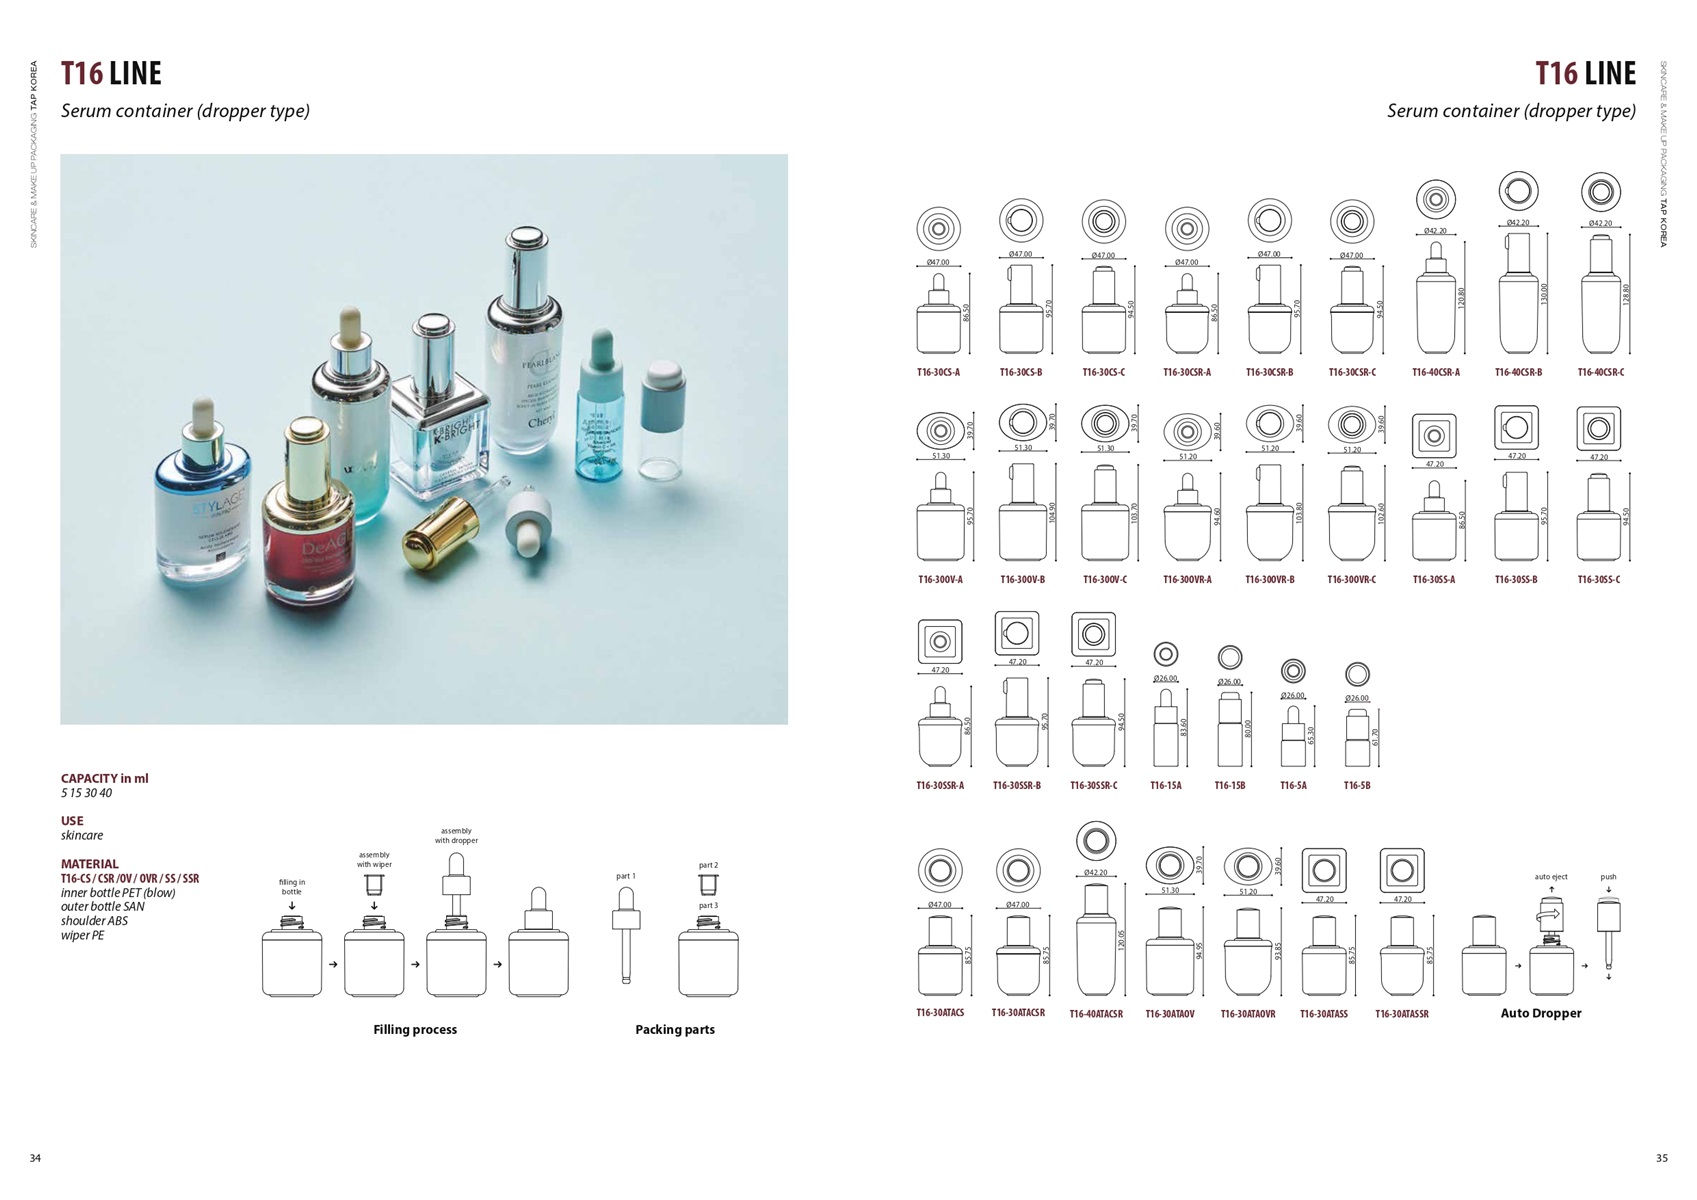 T16 LINE
Serum container (dropper type)
SKINCARE & MAKE UP PACKAGING TAP KOREA
STYLAGE
DeAGE
K-BRIGHT
K-BRIGHT
PEARL ESSENCE
Cheryl
CAPACITY in ml
5 15 30 40
USE
skincare
MATERIAL
T16-CS / CSR /OV / OVR / SS / SSR
inner bottle PET (blow)
outer bottle SAN
shoulder ABS
wiper PE
filling in
bottle
assembly
with wiper
assembly
with dropper
part 1
part 2
part 3
Filling process
Packing parts
34
T16 LINE
Serum container (dropper type)
SKINCARE & MAKE UP PACKAGING TAP KOREA
Ø47.00 Ø47.00 Ø47.00 Ø47.00 Ø47.00 Ø47.00 Ø42.20 Ø42.20 Ø42.20
86.50 95.70 94.50 86.50 95.70 94.50 120.80 130.00 128.80
T16-30CS-A T16-30CS-B T16-30CS-C T16-30CSR-A T16-30CSR-B T16-30CSR-C T16-40CSR-A T16-40CSR-B T16-40CSR-C
39.70 39.70 39.70 39.60 39.60 39.60
51.30 51.30 51.30 51.20 51.20 51.20 47.20 47.20 47.20
95.70 104.90 103.70 94.60 103.80 102.60 86.50 95.70 94.50
T16-30OV-A T16-30OV-B T16-30OV-C T16-30OVR-A T16-30OVR-B T16-30OVR-C T16-30SS-A T16-30SS-B T16-30SS-C
47.20 47.20 47.20 Ø26.00 Ø26.00 Ø26.00 Ø26.00
86.50 95.70 94.50 83.60 80.00 65.30 61.70
T16-30SSR-A T16-30SSR-B T16-30SSR-C T16-15A T16-15B T16-5A T16-5B
39.70 39.60
Ø47.00 Ø47.00 Ø42.20 51.30 51.20 47.20 47.20
85.75 85.75 120.05 94.95 93.85 85.75 85.75
T16-30ATACS T16-30ATACSR T16-40ATACSR T16-30ATAOV T16-30ATAOVR T16-30ATASS T16-30ATASSR
auto eject
push
Auto Dropper
35